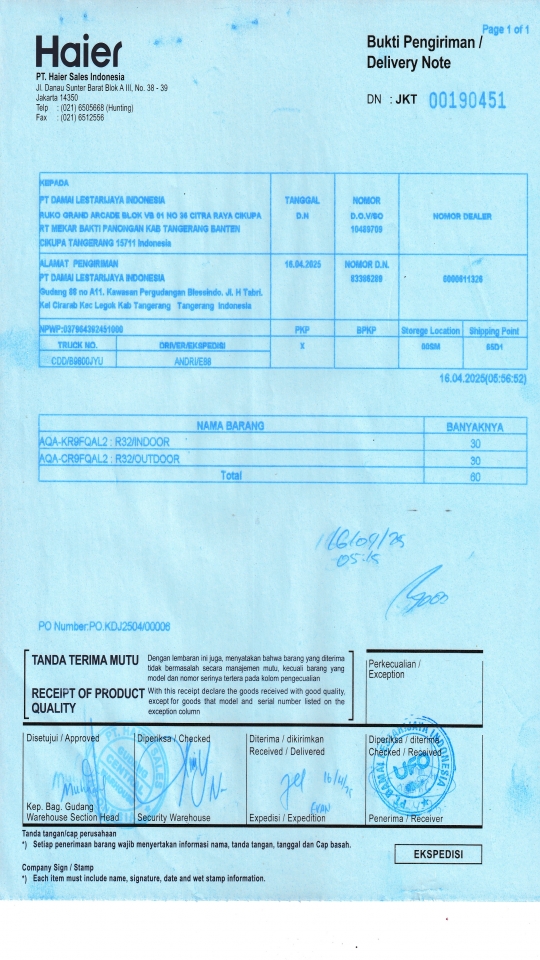 Page 1 of 1
Haier
PT. Haier Sales Indonesia
Jl. Danau Sunter Barat Blok A III, No. 38 - 39
Jakarta 14350
Telp : (021) 6505668 (Hunting)
Fax : (021) 6512556
Bukti Pengiriman /
Delivery Note
DN : JKT 00190451
KEPADA
PT DAMAI LESTARIJAYA INDONESIA
RUKO GRAND ARCADE BLOK VB 01 NO 36 CITRA RAYA CIKUPA
RT MEKAR BAKTI PANONGAN KAB TANGERANG BANTEN
CIKUPA TANGERANG 15711 Indonesia
TANGGAL
D.N
NOMOR
D.O.V/SO
10489709
NOMOR DEALER
ALAMAT PENGIRIMAN
PT DAMAI LESTARIJAYA INDONESIA
Gudang 88 no A11. Kawasan Pergudangan Blessindo. Jl. H Tabri.
Kel Cirarab Kec Legok Kab Tangerang Tangerang Indonesia
16.04.2025
NOMOR D.N.
83386289
0000011326
NPWP:037864392451000
PKP
BPKP
Storege Location
Shipping Point
TRUCK NO.
DRIVER/EKSPEDISI
X
CDD/B9800JYU
ANDRI/E88
16.04.2025(05:56:52)
NAMA BARANG
BANYAKNYA
AQA-KR9FQAL2 : R32/INDOOR
30
AQA-CR9FQAL2 : R32/OUTDOOR
30
Total
60
05:15
PO Number:PO.KDJ2504/00006
TANDA TERIMA MUTU
Dengan lembaran ini juga, menyatakan bahwa barang yang diterima
tidak bermasalah secara manajemen mutu, kecuali barang yang
model dan nomor serinya tertera pada kolom pengecualian
RECEIPT OF PRODUCT
QUALITY
With this receipt declare the goods received with good quality,
except for goods that model and serial number listed on the
exception column
Perkecualian /
Exception
Disetujui / Approved
Diperiksa / Checked
Diterima / dikirimkan
Received / Delivered
Diperiksa / diterima
Checked / Received
UFO
Kep. Bag. Gudang
Warehouse Section Head
Security Warehouse
Expedisi / Expedition
Penerima / Receiver
Tanda tangan/cap perusahaan
*) Setiap penerimaan barang wajib menyertakan informasi nama, tanda tangan, tanggal dan Cap basah.
EKSPEDISI
Company Sign / Stamp
*) Each item must include name, signature, date and wet stamp information.